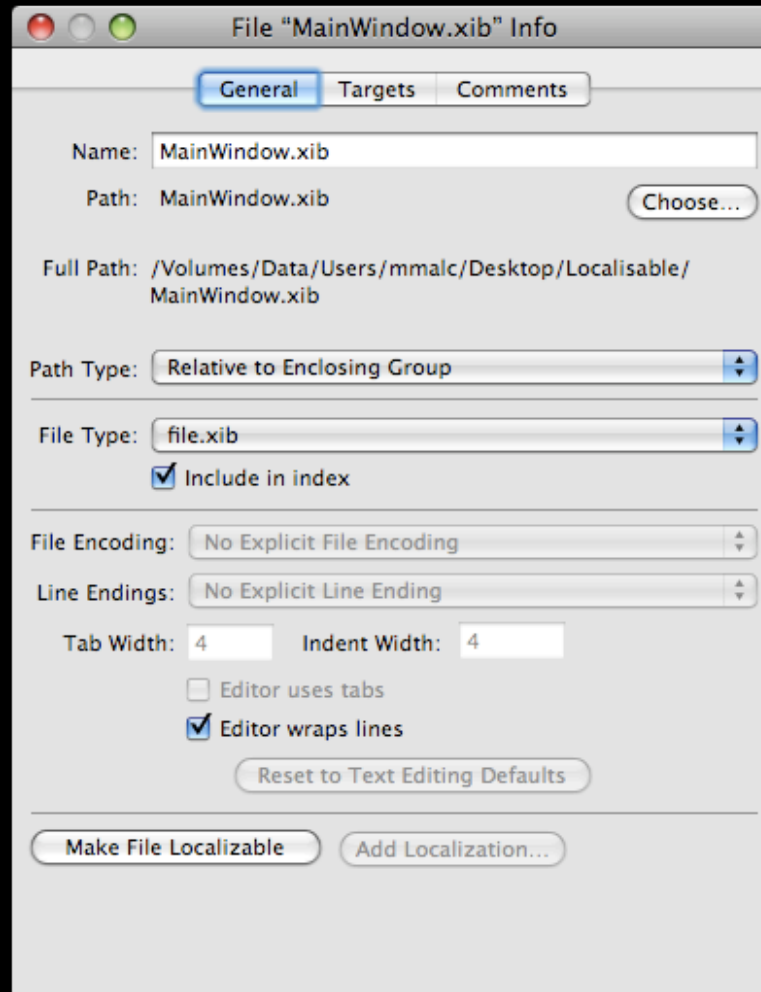 File “MainWindow.xib” Info
General Targets Comments
Name: MainWindow.xib
Path: MainWindow.xib Choose...
Full Path: /Volumes/Data/Users/mmalc/Desktop/Localisable/
MainWindow.xib
Path Type: Relative to Enclosing Group
File Type: file.xib
Include in index
File Encoding: No Explicit File Encoding
Line Endings: No Explicit Line Ending
Tab Width: 4 Indent Width: 4
Editor uses tabs
Editor wraps lines
Reset to Text Editing Defaults
Make File Localizable Add Localization...